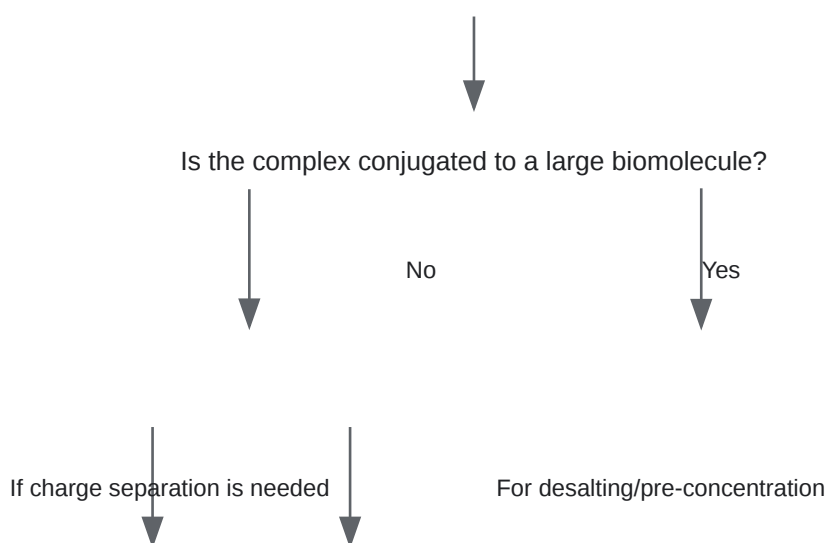 Is the complex conjugated to a large biomolecule?
No
Yes
If charge separation is needed
For desalting/pre-concentration